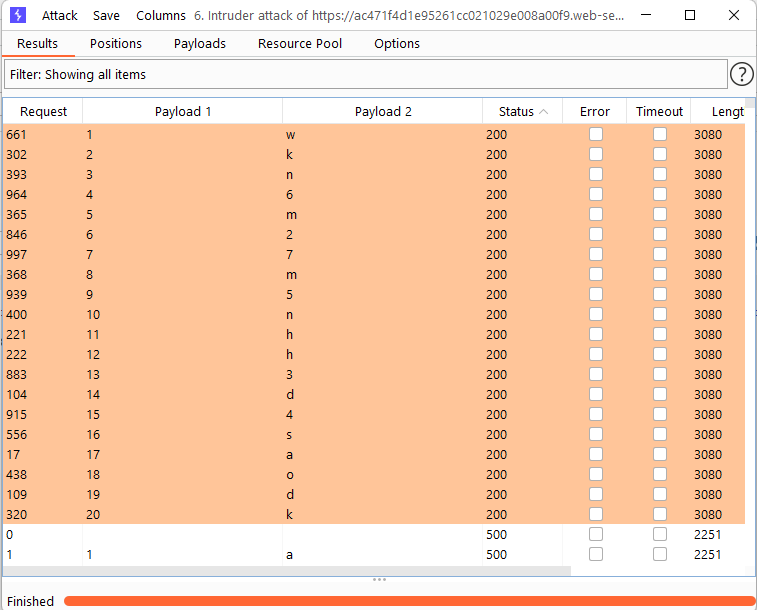 Attack Save Columns 6. Intruder attack of https://ac471f4d1e95261cc021029e008a00f9.web-se...
Results Positions Payloads Resource Pool Options
Filter: Showing all items ?
Request Payload 1 Payload 2 Status Error Timeout Lengt
661 1 w 200 3080
302 2 k 200 3080
393 3 n 200 3080
964 4 6 200 3080
365 5 m 200 3080
846 6 2 200 3080
997 7 7 200 3080
368 8 m 200 3080
939 9 5 200 3080
400 10 n 200 3080
221 11 h 200 3080
222 12 h 200 3080
883 13 3 200 3080
104 14 d 200 3080
915 15 4 200 3080
556 16 s 200 3080
17 17 a 200 3080
438 18 o 200 3080
109 19 d 200 3080
320 20 k 200 3080
0 500 2251
1 1 a 500 2251
Finished